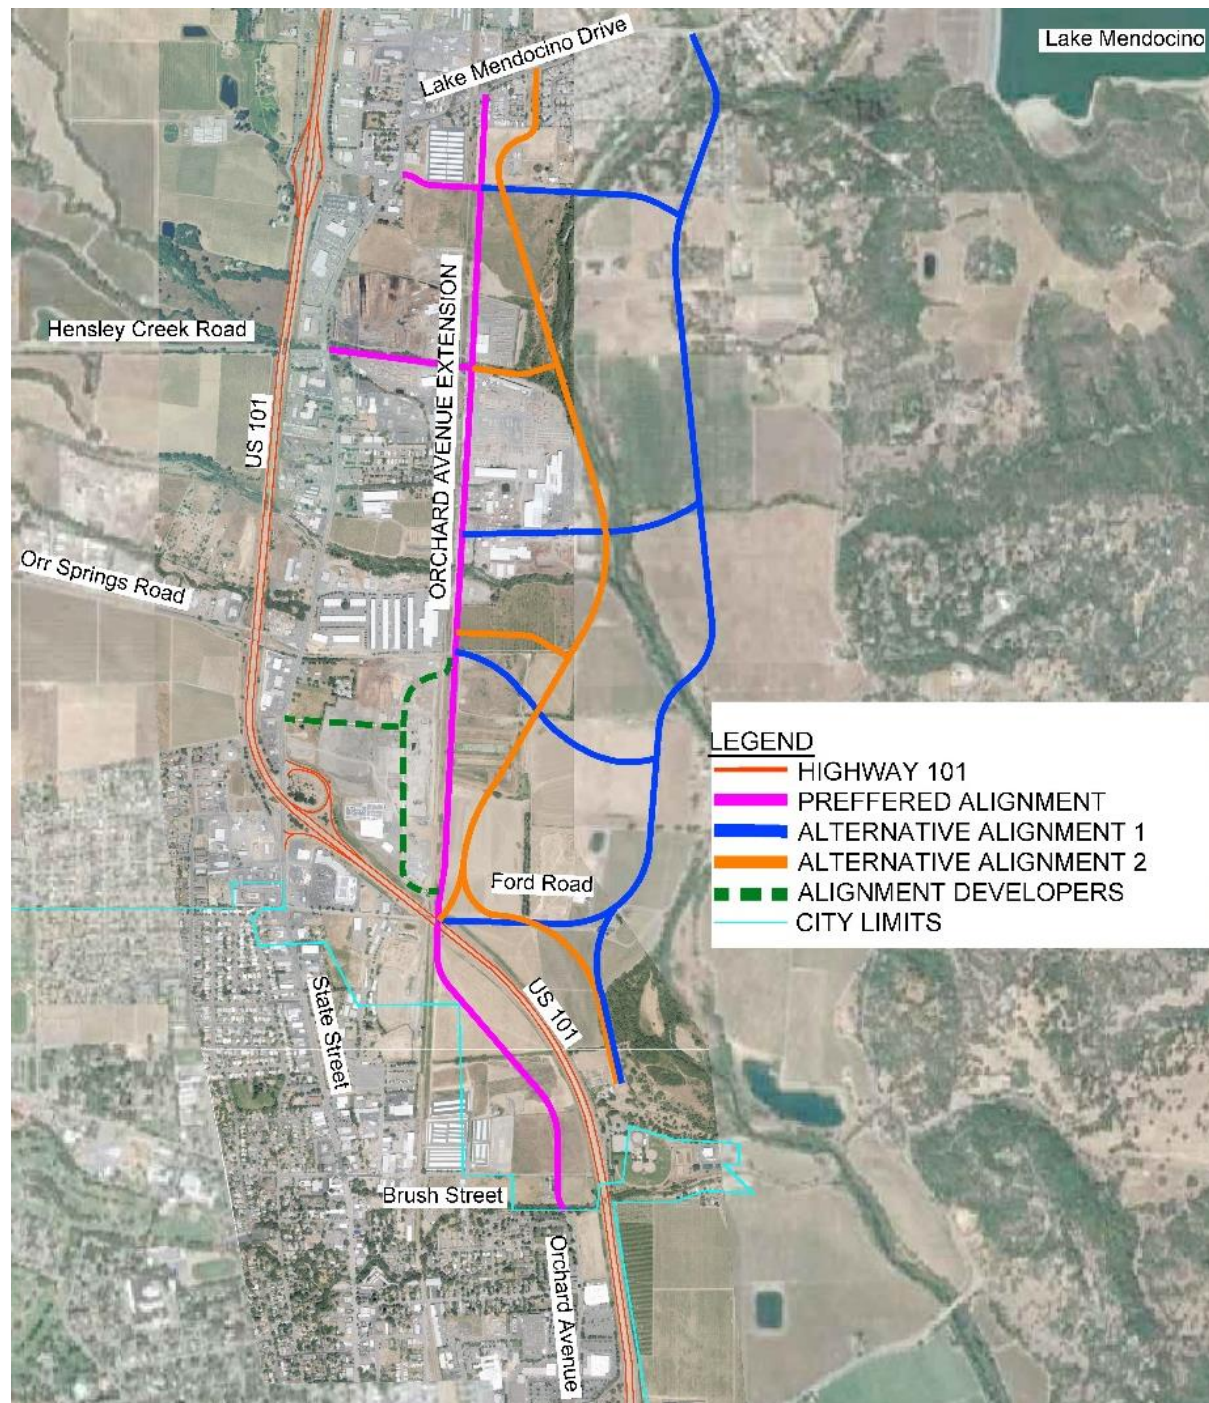 Lake Mendocino Drive
Lake Mendocino
Hensley Creek Road
ORCHARD AVENUE EXTENSION
US 101
Orr Springs Road
LEGEND
HIGHWAY 101
PREFFERED ALIGNMENT
ALTERNATIVE ALIGNMENT 1
ALTERNATIVE ALIGNMENT 2
ALIGNMENT DEVELOPERS
CITY LIMITS
Ford Road
State Street
US 101
Brush Street
Orchard Avenue